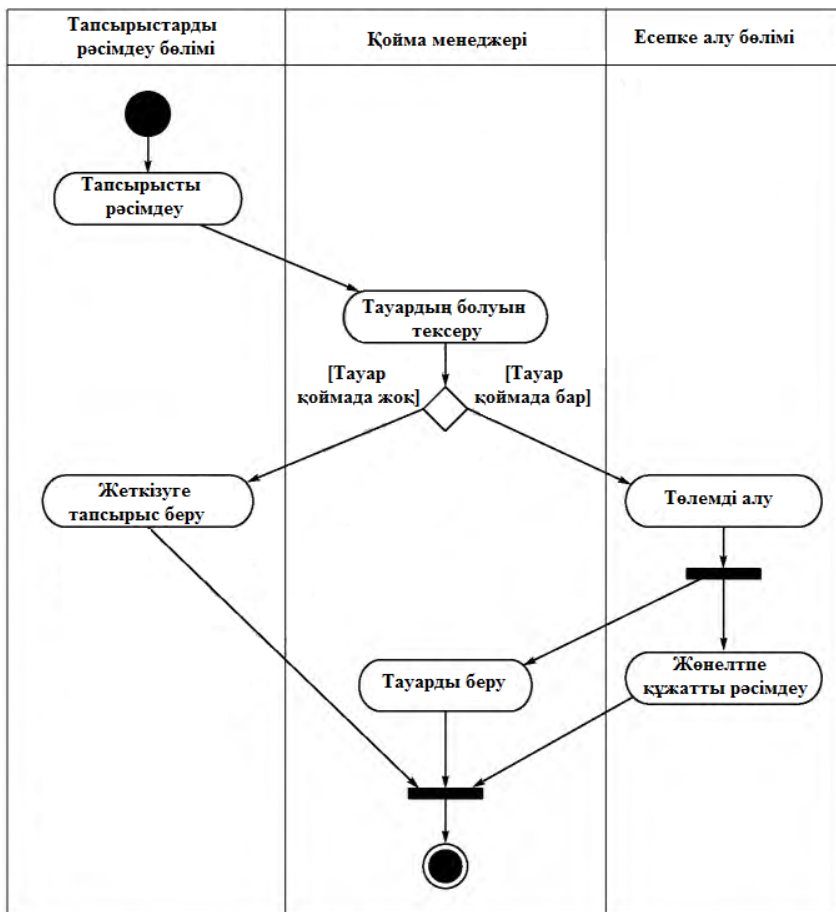 Тапсырыстарды
рәсімдеу бөлімі
Қойма менеджері
Есепке алу бөлімі
Тапсырысты
рәсімдеу
Тауардың болуын
тексеру
[Тауар
қоймада жоқ]
[Тауар
қоймада бар]
Жеткізуге
тапсырыс беру
Төлемді алу
Тауарды беру
Жөнелтпе
құжатты рәсімдеу